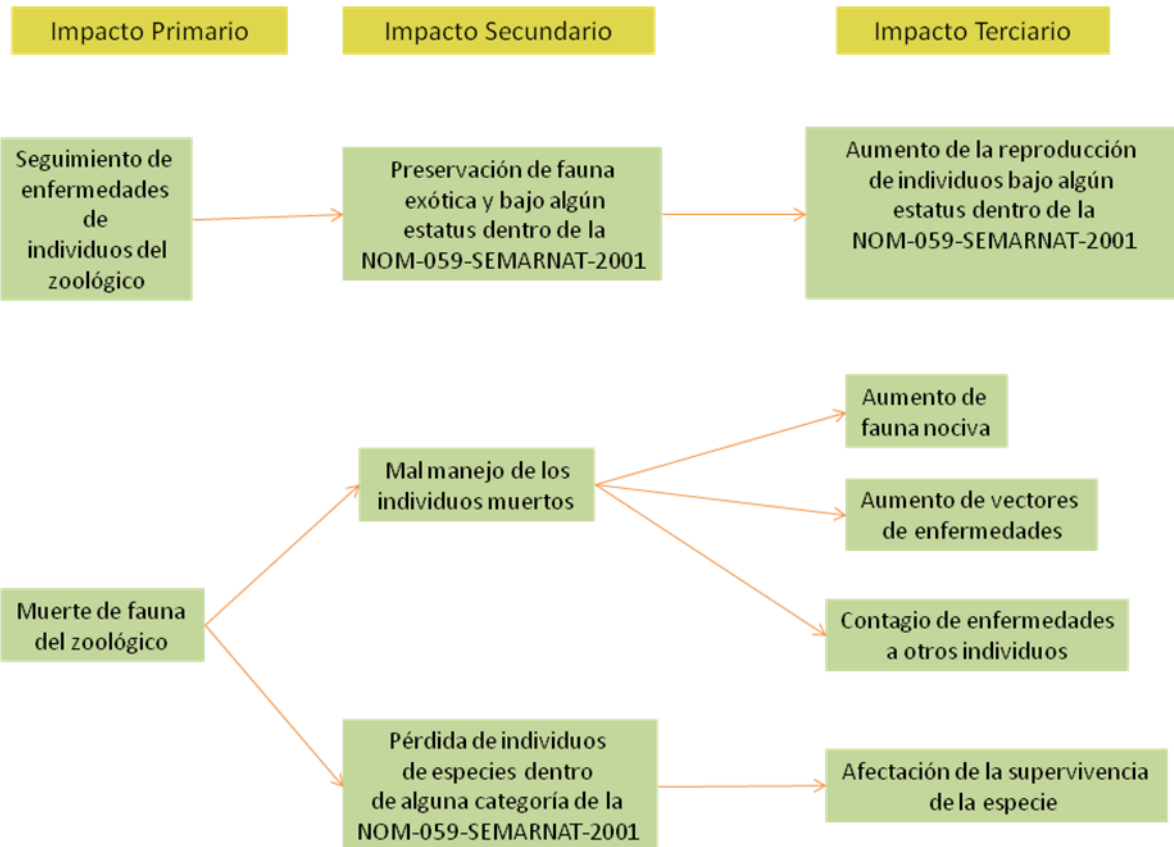 Impacto Primario
Impacto Secundario
Impacto Terciario
Seguimiento de
enfermedades
de
individuos del
zoológico
Preservación de fauna
exótica y bajo algún
estatus dentro de la
NOM-059-SEMARNAT-2001
Aumento de la reproducción
de individuos bajo algún
estatus dentro de la
NOM-059-SEMARNAT-2001
Muerte de fauna
del zoológico
Mal manejo de los
individuos muertos
Aumento de
fauna nociva
Aumento de vectores
de enfermedades
Contagio de enfermedades
a otros individuos
Pérdida de individuos
de especies dentro
de alguna categoría de la
NOM-059-SEMARNAT-2001
Afectación de la supervivencia
de la especie